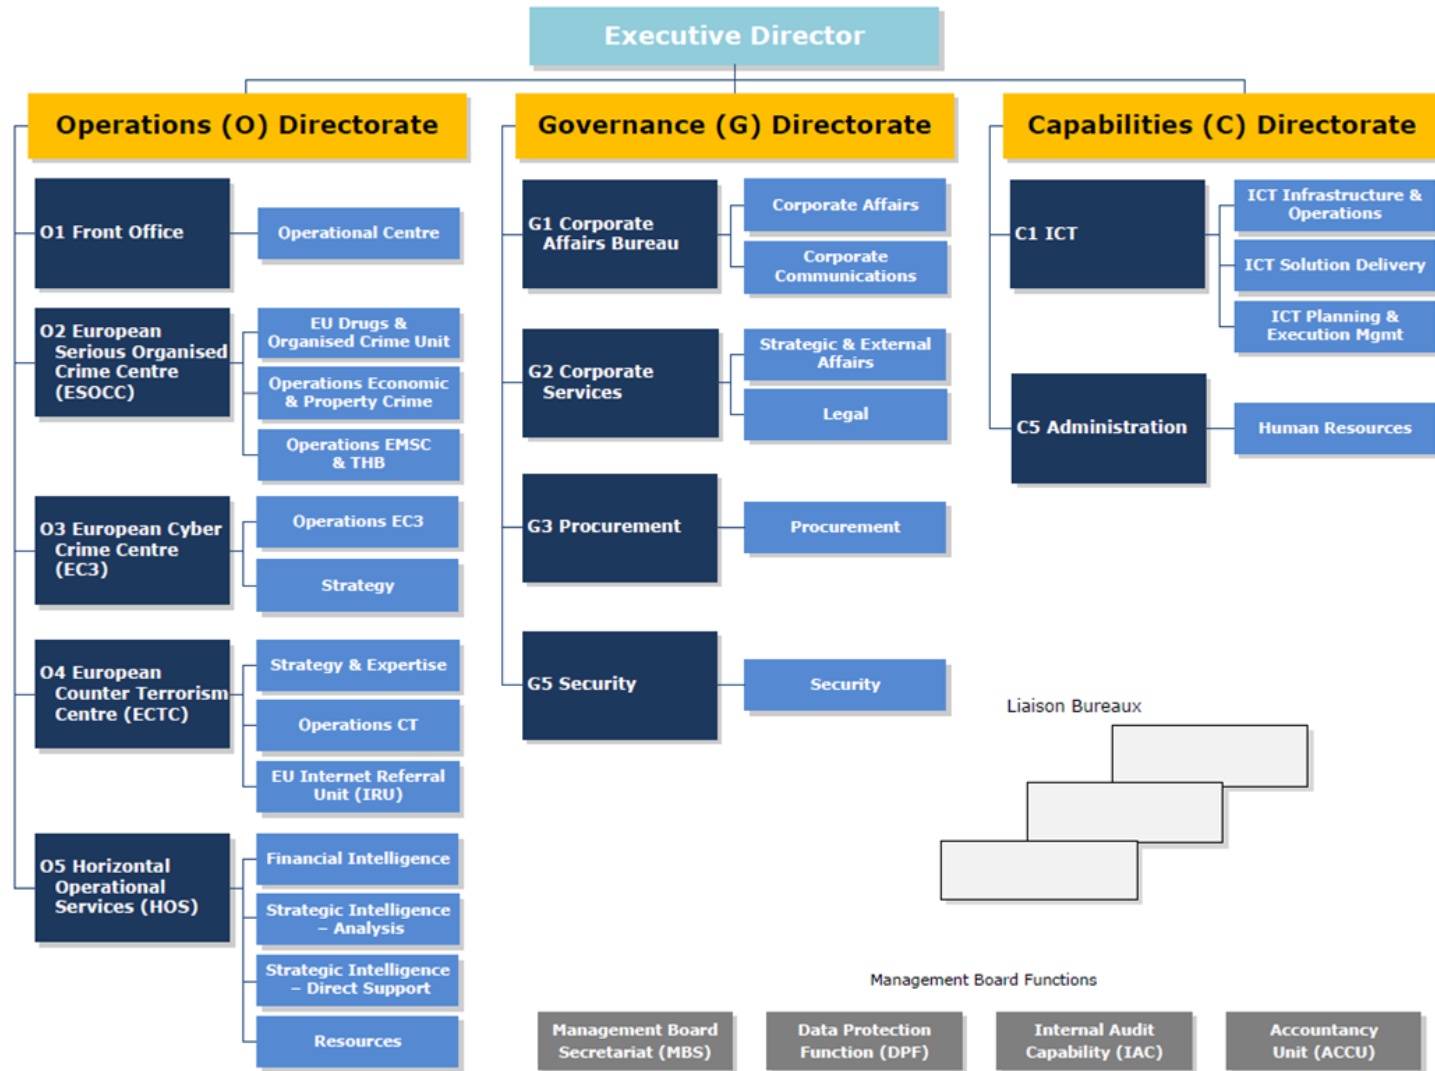 Executive Director
Operations (O) Directorate
O1 Front Office
Operational Centre
O2 European
Serious Organised
Crime Centre
(ESOCC)
EU Drugs &
Organised Crime Unit
Operations Economic
& Property Crime
Operations EMSC
& THB
O3 European Cyber
Crime Centre
(EC3)
Operations EC3
Strategy
O4 European
Counter Terrorism
Centre (ECTC)
Strategy & Expertise
Operations CT
EU Internet Referral
Unit (IRU)
O5 Horizontal
Operational
Services (HOS)
Financial Intelligence
Strategic Intelligence
– Analysis
Strategic Intelligence
– Direct Support
Resources
Governance (G) Directorate
G1 Corporate
Affairs Bureau
Corporate Affairs
Corporate
Communications
G2 Corporate
Services
Strategic & External
Affairs
Legal
G3 Procurement
Procurement
G5 Security
Security
Capabilities (C) Directorate
C1 ICT
ICT Infrastructure &
Operations
ICT Solution Delivery
ICT Planning &
Execution Mgmt
C5 Administration
Human Resources
Liaison Bureaux
Management Board Functions
Management Board
Secretariat (MBS)
Data Protection
Function (DPF)
Internal Audit
Capability (IAC)
Accountancy
Unit (ACCU)